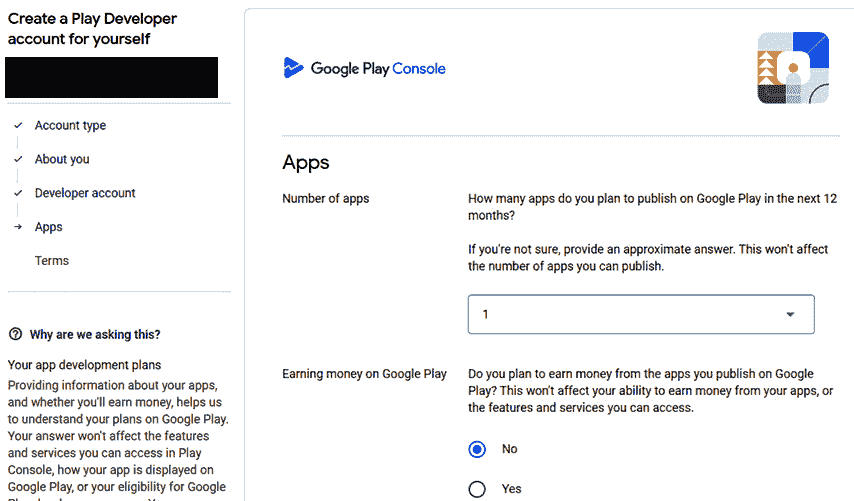 Create a Play Developer
account for yourself
Account type
About you
Developer account
Apps
Terms
Why are we asking this?
Your app development plans
Providing information about your apps,
and whether you'll earn money, helps us
to understand your plans on Google Play.
Your answer won't affect the features
and services you can access in Play
Console, how your app is displayed on
Google Play, or your eligibility for Google
Google Play Console
Apps
Number of apps
How many apps do you plan to publish on Google Play in the next 12
months?
If you're not sure, provide an approximate answer. This won't affect
the number of apps you can publish.
1
Earning money on Google Play
Do you plan to earn money from the apps you publish on Google
Play? This won't affect your ability to earn money from your apps, or
the features and services you can access.
No
Yes